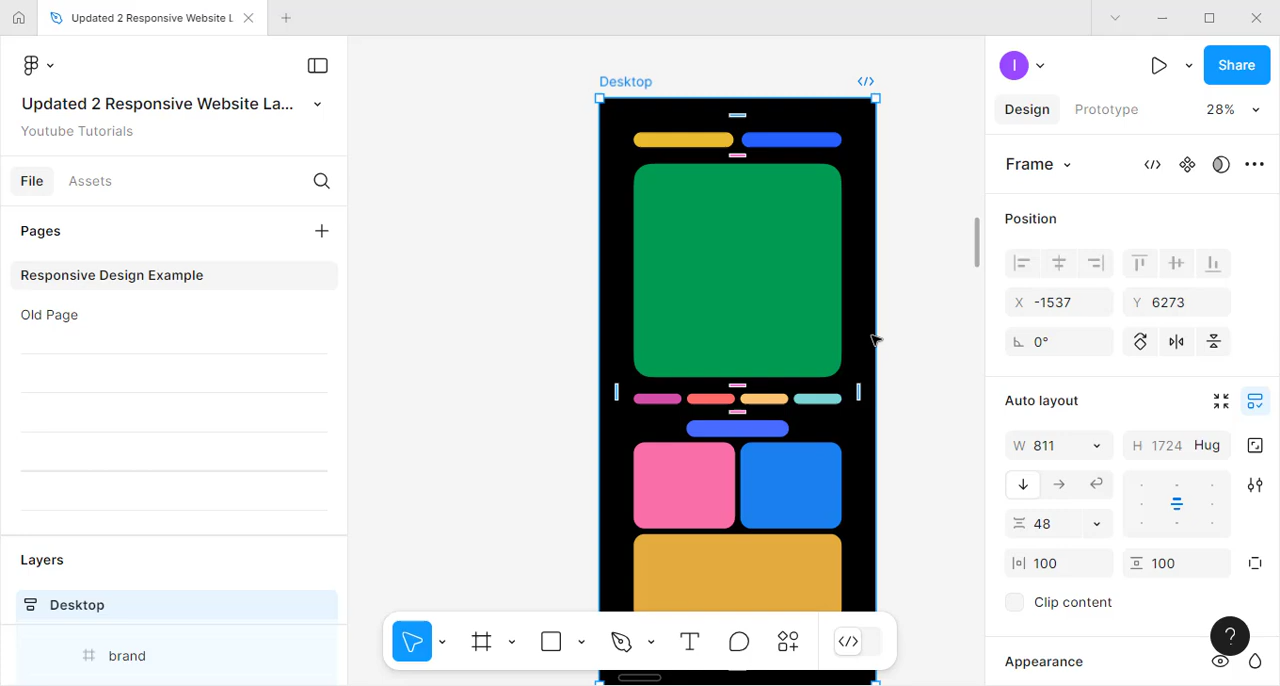 Updated 2 Responsive Website L
Desktop
I
Share
Updated 2 Responsive Website La...
Youtube Tutorials
Design
Prototype
28%
File
Assets
Frame
Pages
Position
Responsive Design Example
X -1537
Y 6273
Old Page
0°
Auto layout
W 811
H 1724 Hug
48
Layers
100
100
Desktop
Clip content
brand
?
Appearance